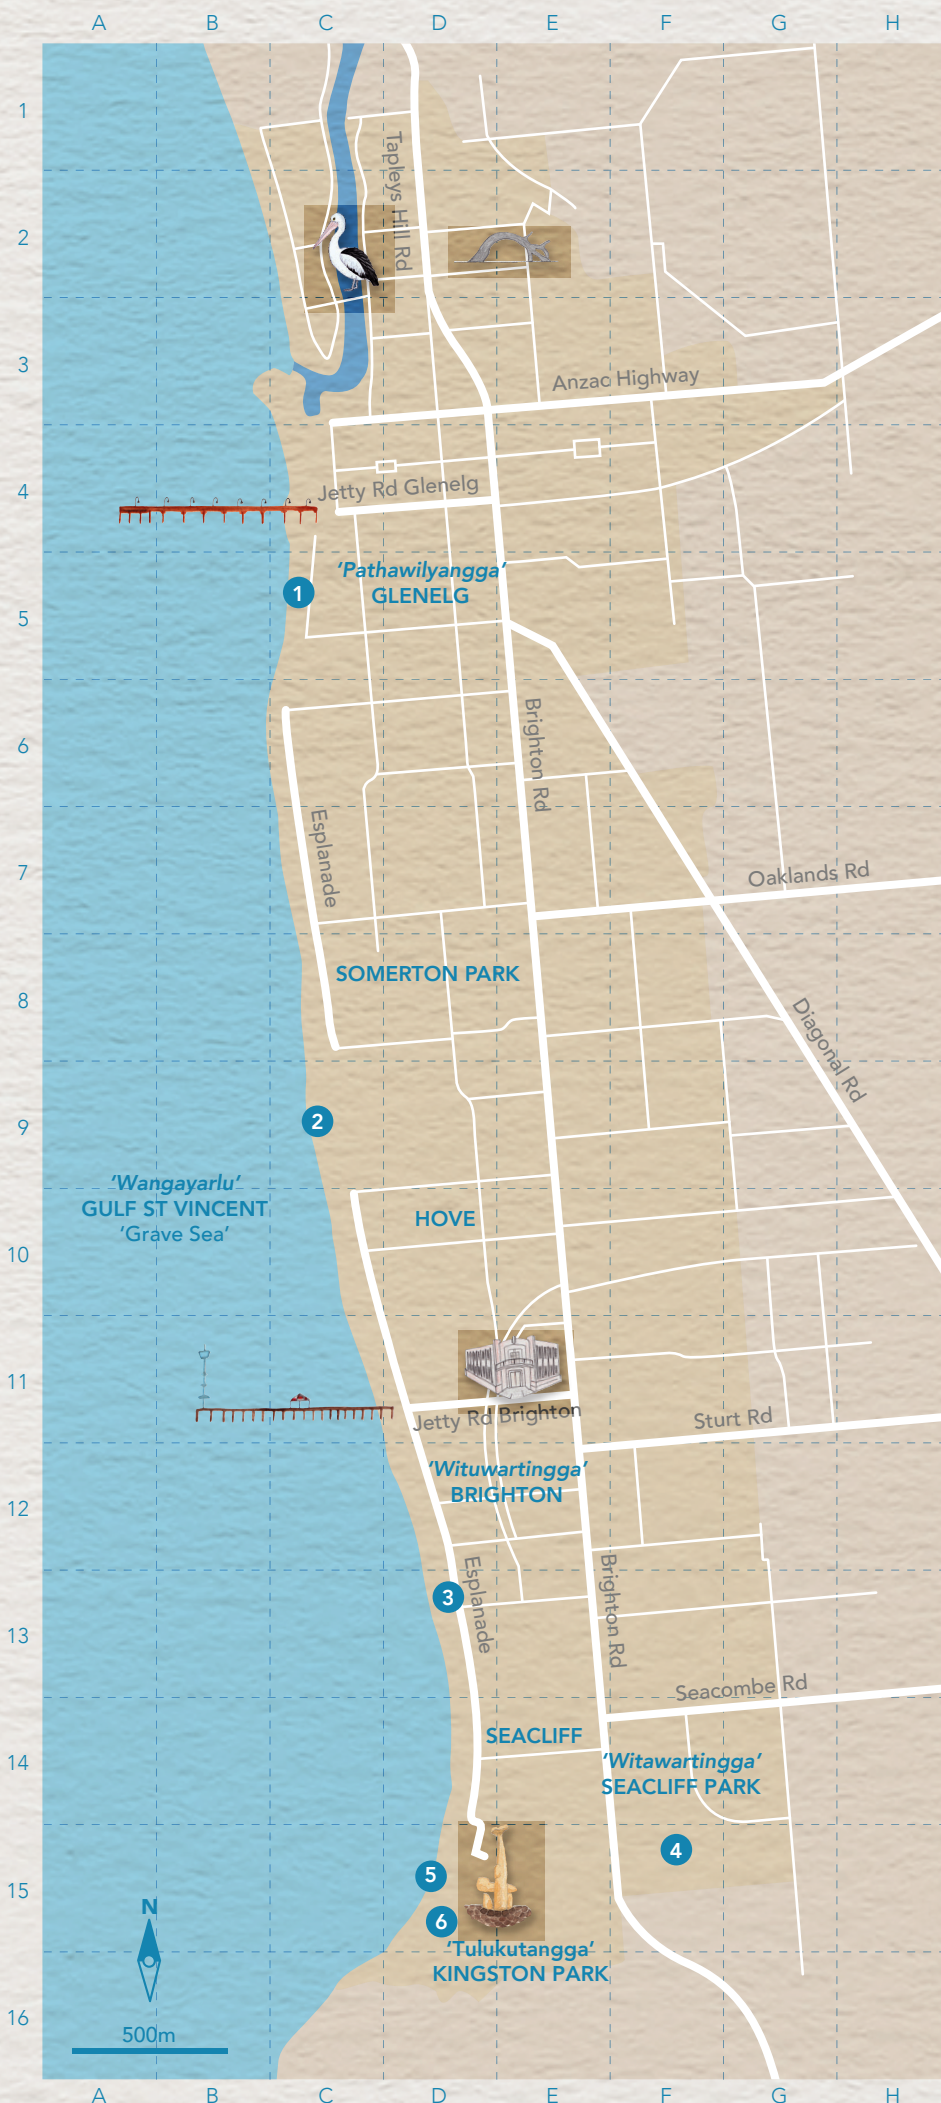 A B C D E F G H
1
Tapleys Hill Rd
2
3
Anzac Highway
4
Jetty Rd Glenelg
‘Pathawilyangga’
GLENELG
1
5
6
Brighton Rd
Esplanade
7
Oaklands Rd
SOMERTON PARK
8
Diagonal Rd
2
9
‘Wangayarlu’
GULF ST VINCENT
‘Grave Sea’
HOVE
10
11
Jetty Rd Brighton
Sturt Rd
‘Wituwartingga’
BRIGHTON
12
Esplanade
3
Brighton Rd
13
Seacombe Rd
SEACLIFF
14
‘Witawartingga’
SEACLIFF PARK
4
5
15
6
N
‘Tulukutangga’
KINGSTON PARK
16
500m
A B C D E F G H